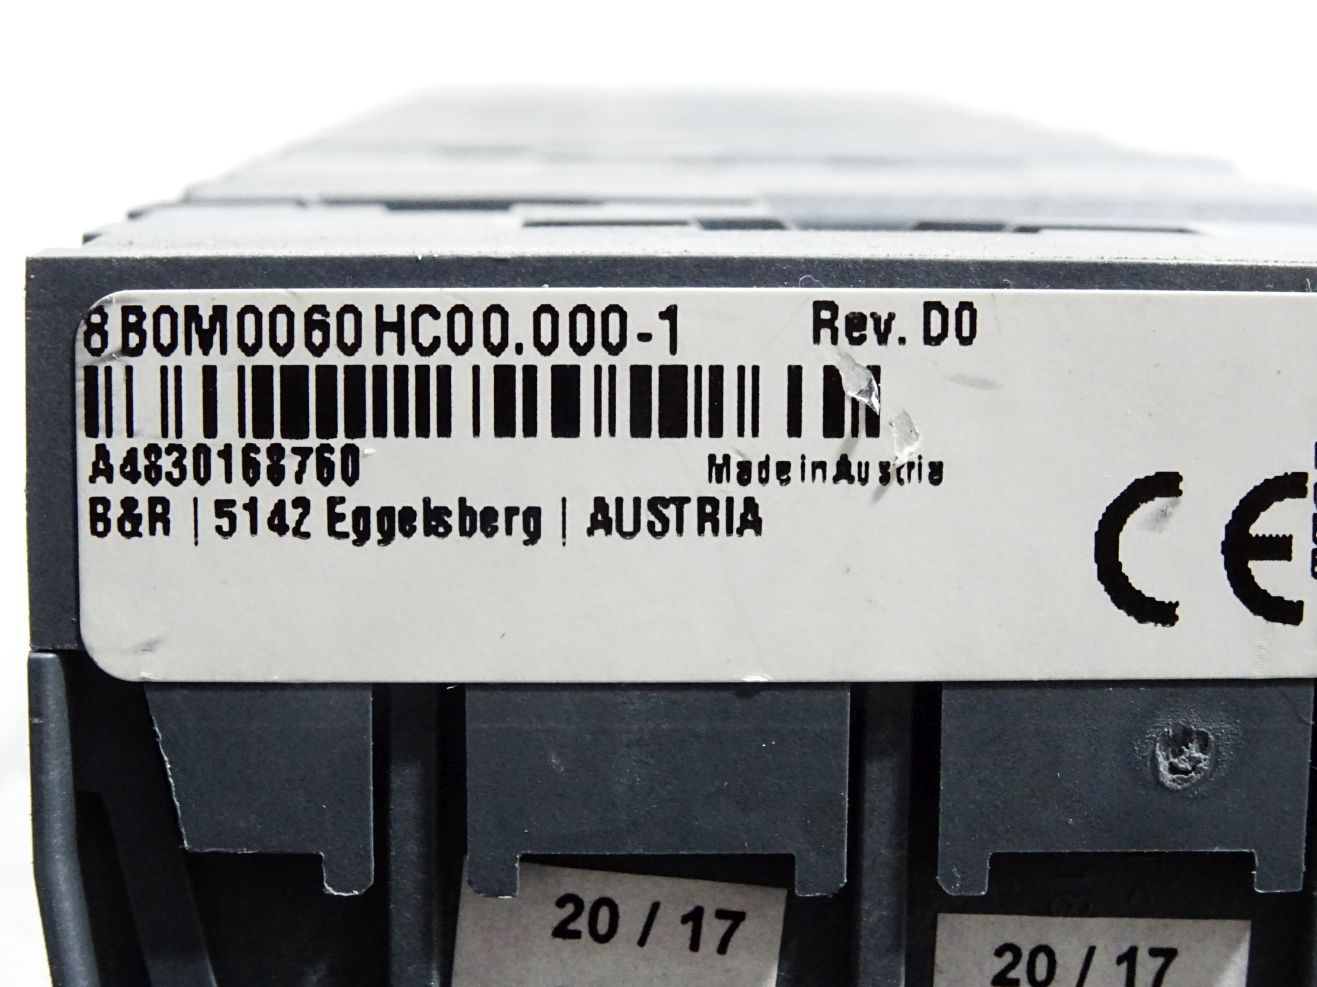 8B0M0060HC00.000-1 Rev. D0
A4830168760 Made in Austria
B&R | 5142 Eggelsberg | AUSTRIA
CE
20 / 17
20 / 17